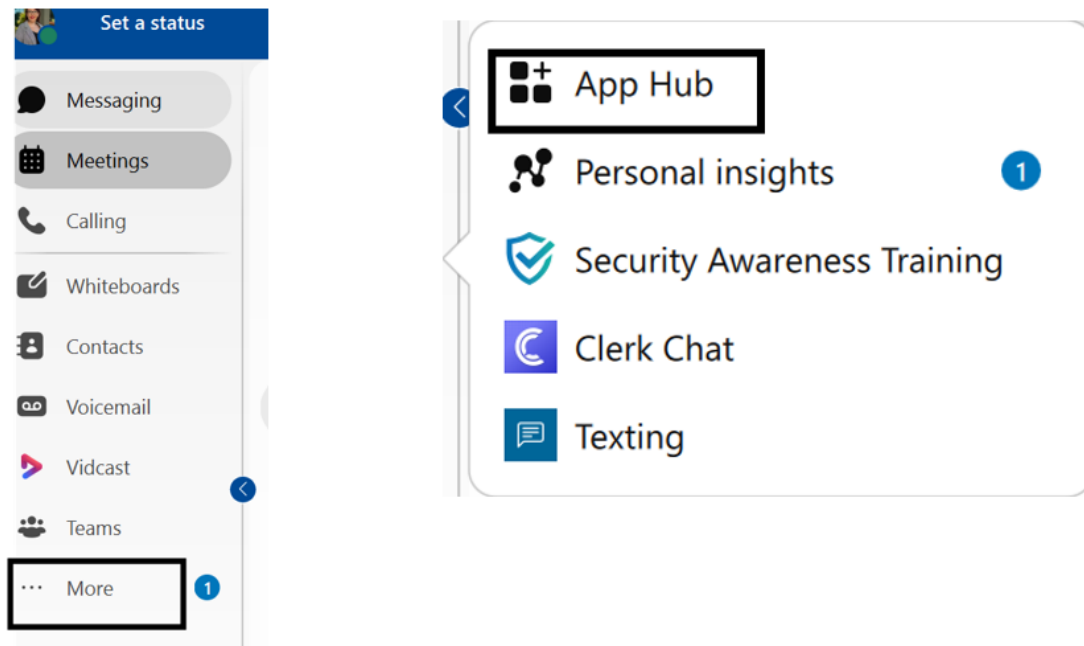 Set a status
Messaging
Meetings
Calling
Whiteboards
Contacts
Voicemail
Vidcast
Teams
More 1
App Hub
Personal insights 1
Security Awareness Training
Clerk Chat
Texting